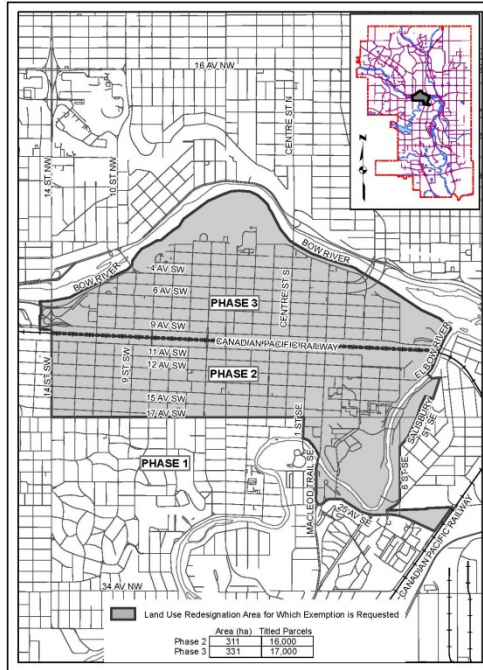 16 AV NW
CENTRE ST N
14 ST NW
10 ST NW
BOW RIVER
BOW RIVER
4 AV SW
6 AV SW
PHASE 3
CENTRE ST S
9 AV SW
CANADIAN PACIFIC RAILWAY
ELBOW RIVER
11 AV SW
12 AV SW
PHASE 2
9 ST SW
14 ST SW
15 AV SW
17 AV SW
1 ST SE
SALISBURY ST SE
6 ST SE
PHASE 1
MACLEOD TRAIL SE
25 AV SE
CANADIAN PACIFIC RAILWAY
34 AV NW
Land Use Redesignation Area for Which Exemption is Requested
Area (ha) Titled Parcels
Phase 2 311 16,000
Phase 3 331 17,000
Z